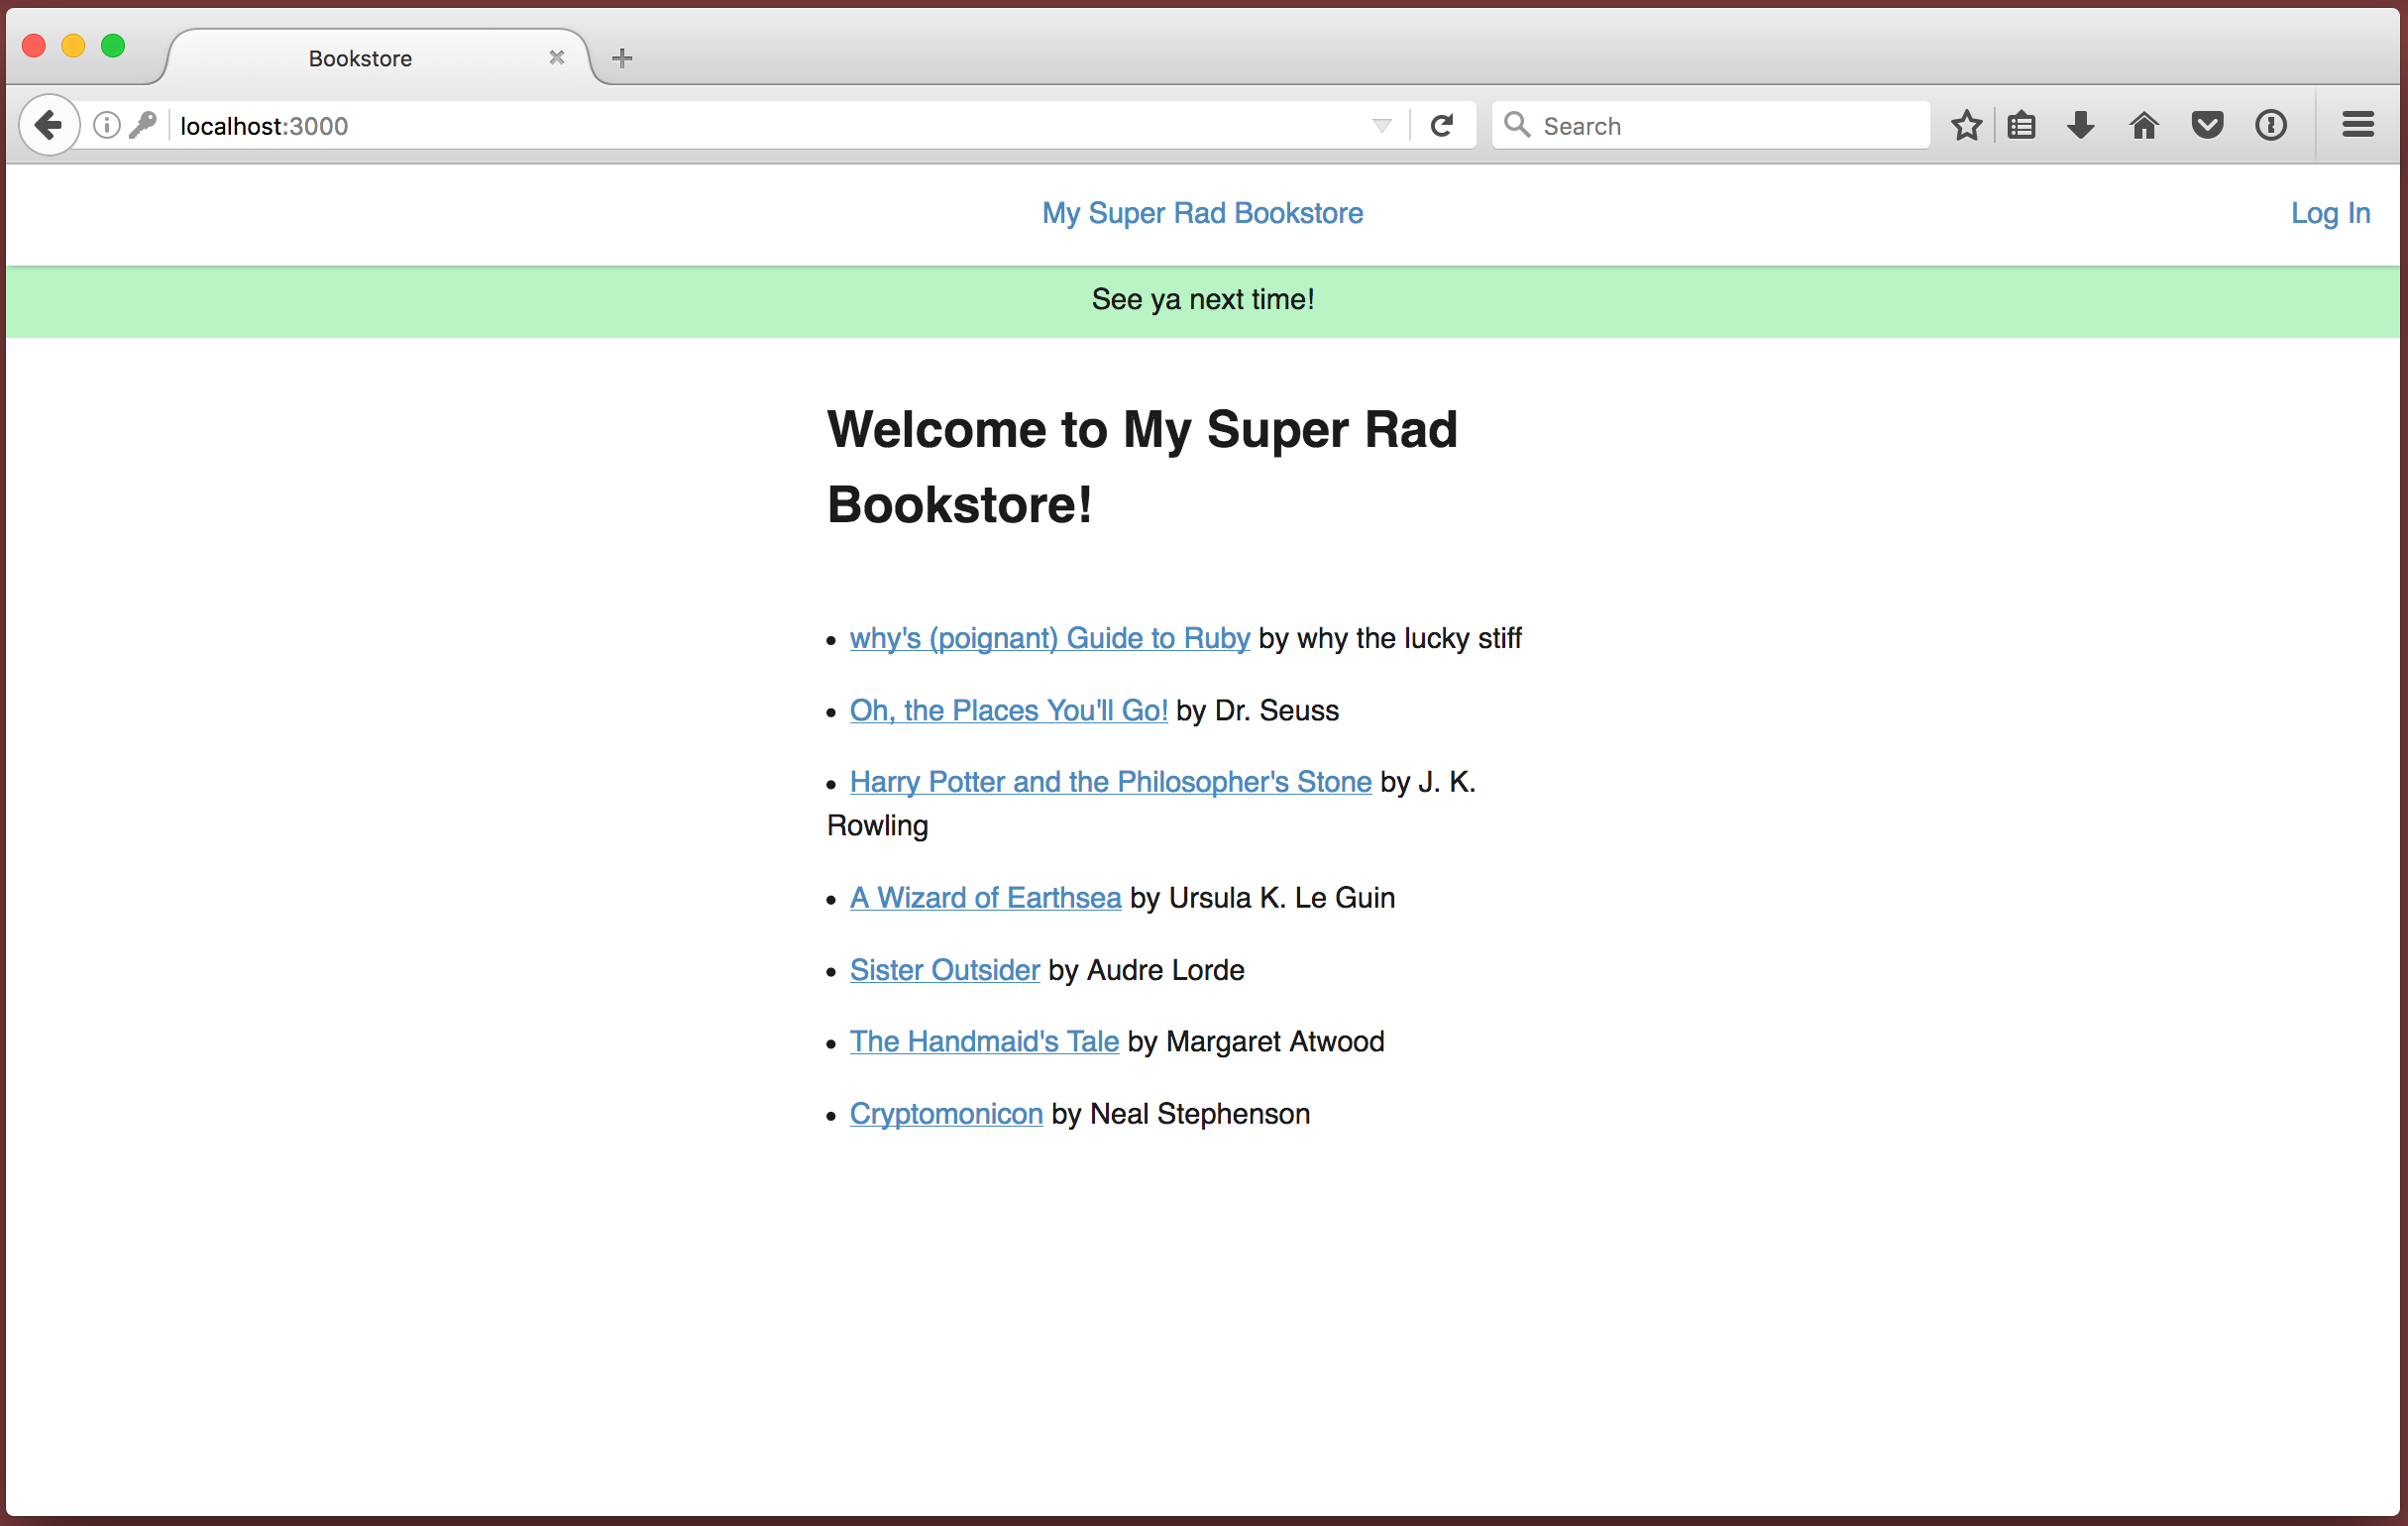 Bookstore
localhost:3000
Search
My Super Rad Bookstore
Log In
See ya next time!
Welcome to My Super Rad
Bookstore!
• why's (poignant) Guide to Ruby by why the lucky stiff
• Oh, the Places You'll Go! by Dr. Seuss
• Harry Potter and the Philosopher's Stone by J. K.
Rowling
• A Wizard of Earthsea by Ursula K. Le Guin
• Sister Outsider by Audre Lorde
• The Handmaid's Tale by Margaret Atwood
• Cryptomonicon by Neal Stephenson